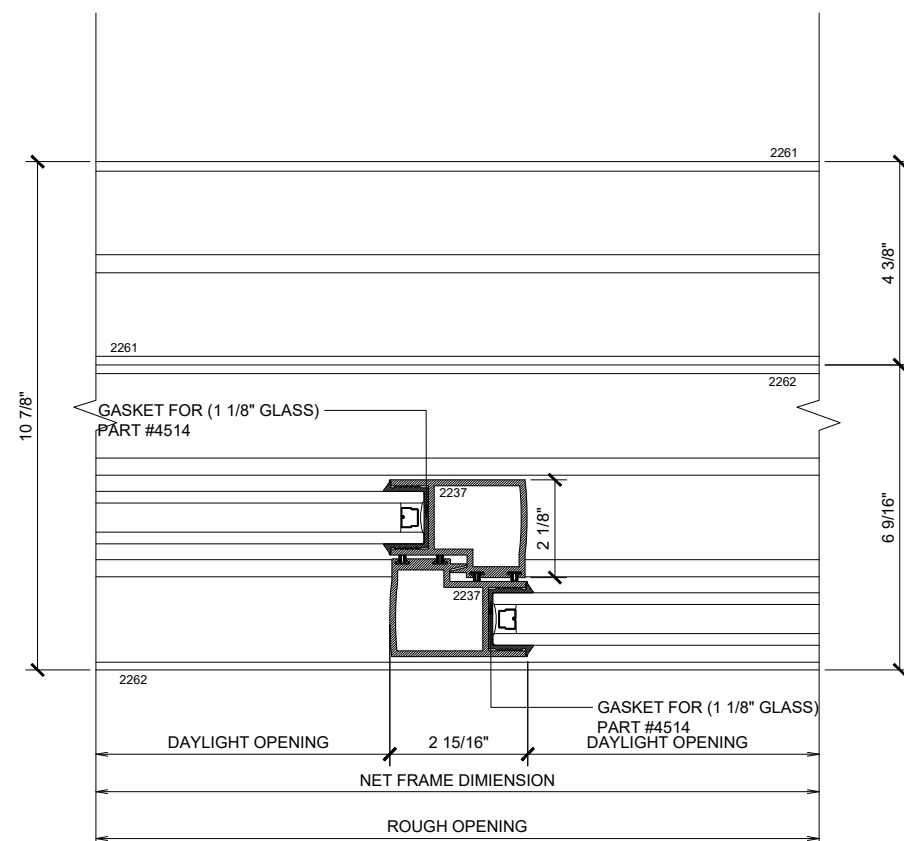 2261
4 3/8"
10 7/8"
2261
2262
GASKET FOR (1 1/8" GLASS)
PART #4514
2237
2 1/8"
6 9/16"
2237
2262
GASKET FOR (1 1/8" GLASS)
PART #4514
DAYLIGHT OPENING
2 15/16"
DAYLIGHT OPENING
NET FRAME DIMIENSION
ROUGH OPENING